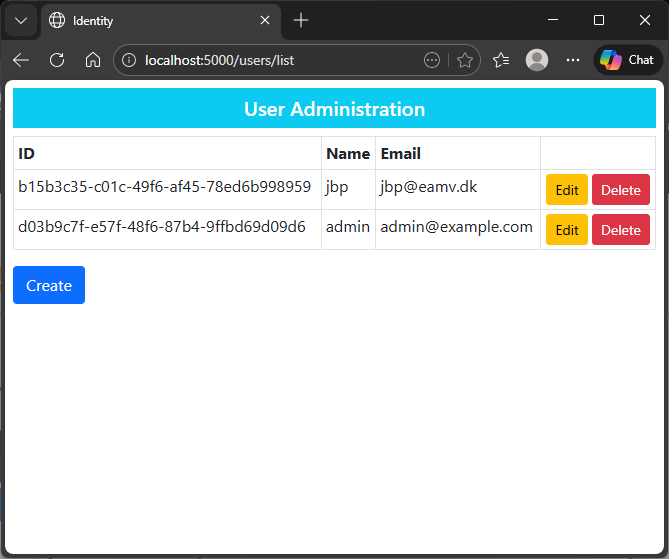 Identity
localhost:5000/users/list
Chat
User Administration
ID Name Email
b15b3c35-c01c-49f6-af45-78ed6b998959 jbp jbp@eamv.dk Edit Delete
d03b9c7f-e57f-48f6-87b4-9ffbd69d09d6 admin admin@example.com Edit Delete
Create